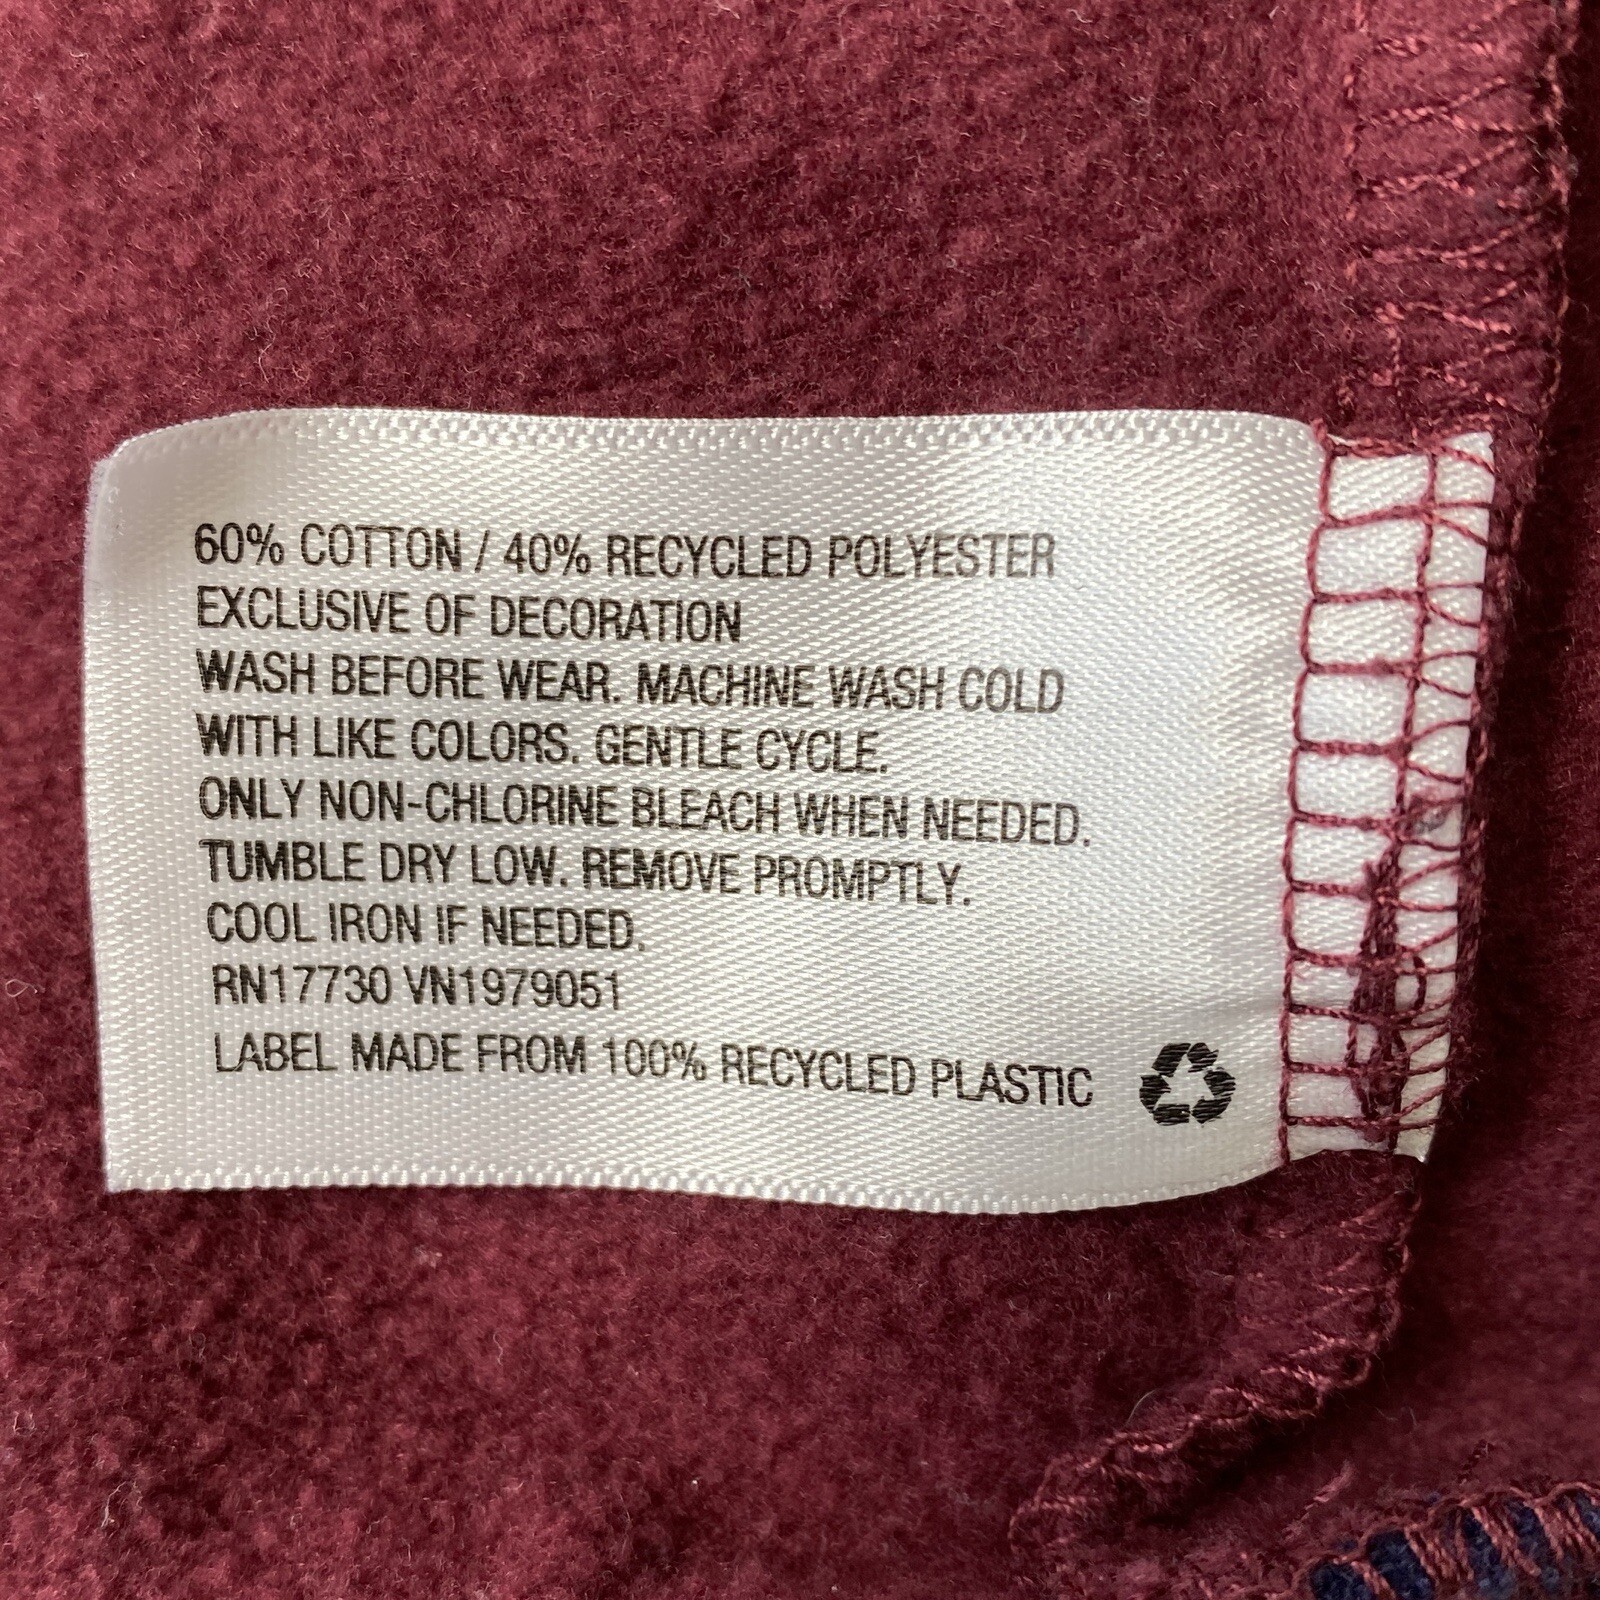 60% COTTON / 40% RECYCLED POLYESTER
EXCLUSIVE OF DECORATION
WASH BEFORE WEAR. MACHINE WASH COLD
WITH LIKE COLORS. GENTLE CYCLE.
ONLY NON-CHLORINE BLEACH WHEN NEEDED.
TUMBLE DRY LOW. REMOVE PROMPTLY.
COOL IRON IF NEEDED.
RN17730 VN1979051
LABEL MADE FROM 100% RECYCLED PLASTIC